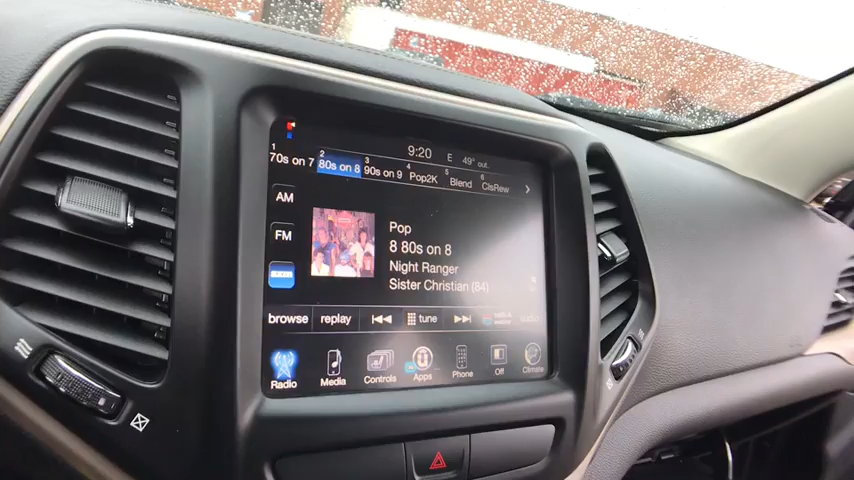 9:20 E 49° out.
1 2 3 4 5 6
70s on 7 80s on 8 90s on 9 Pop2K Blend ClsRew
AM
FM
Pop
8 80s on 8
Night Ranger
Sister Christian (84)
browse replay tune audio
Radio Media Controls Apps Phone Off Climate